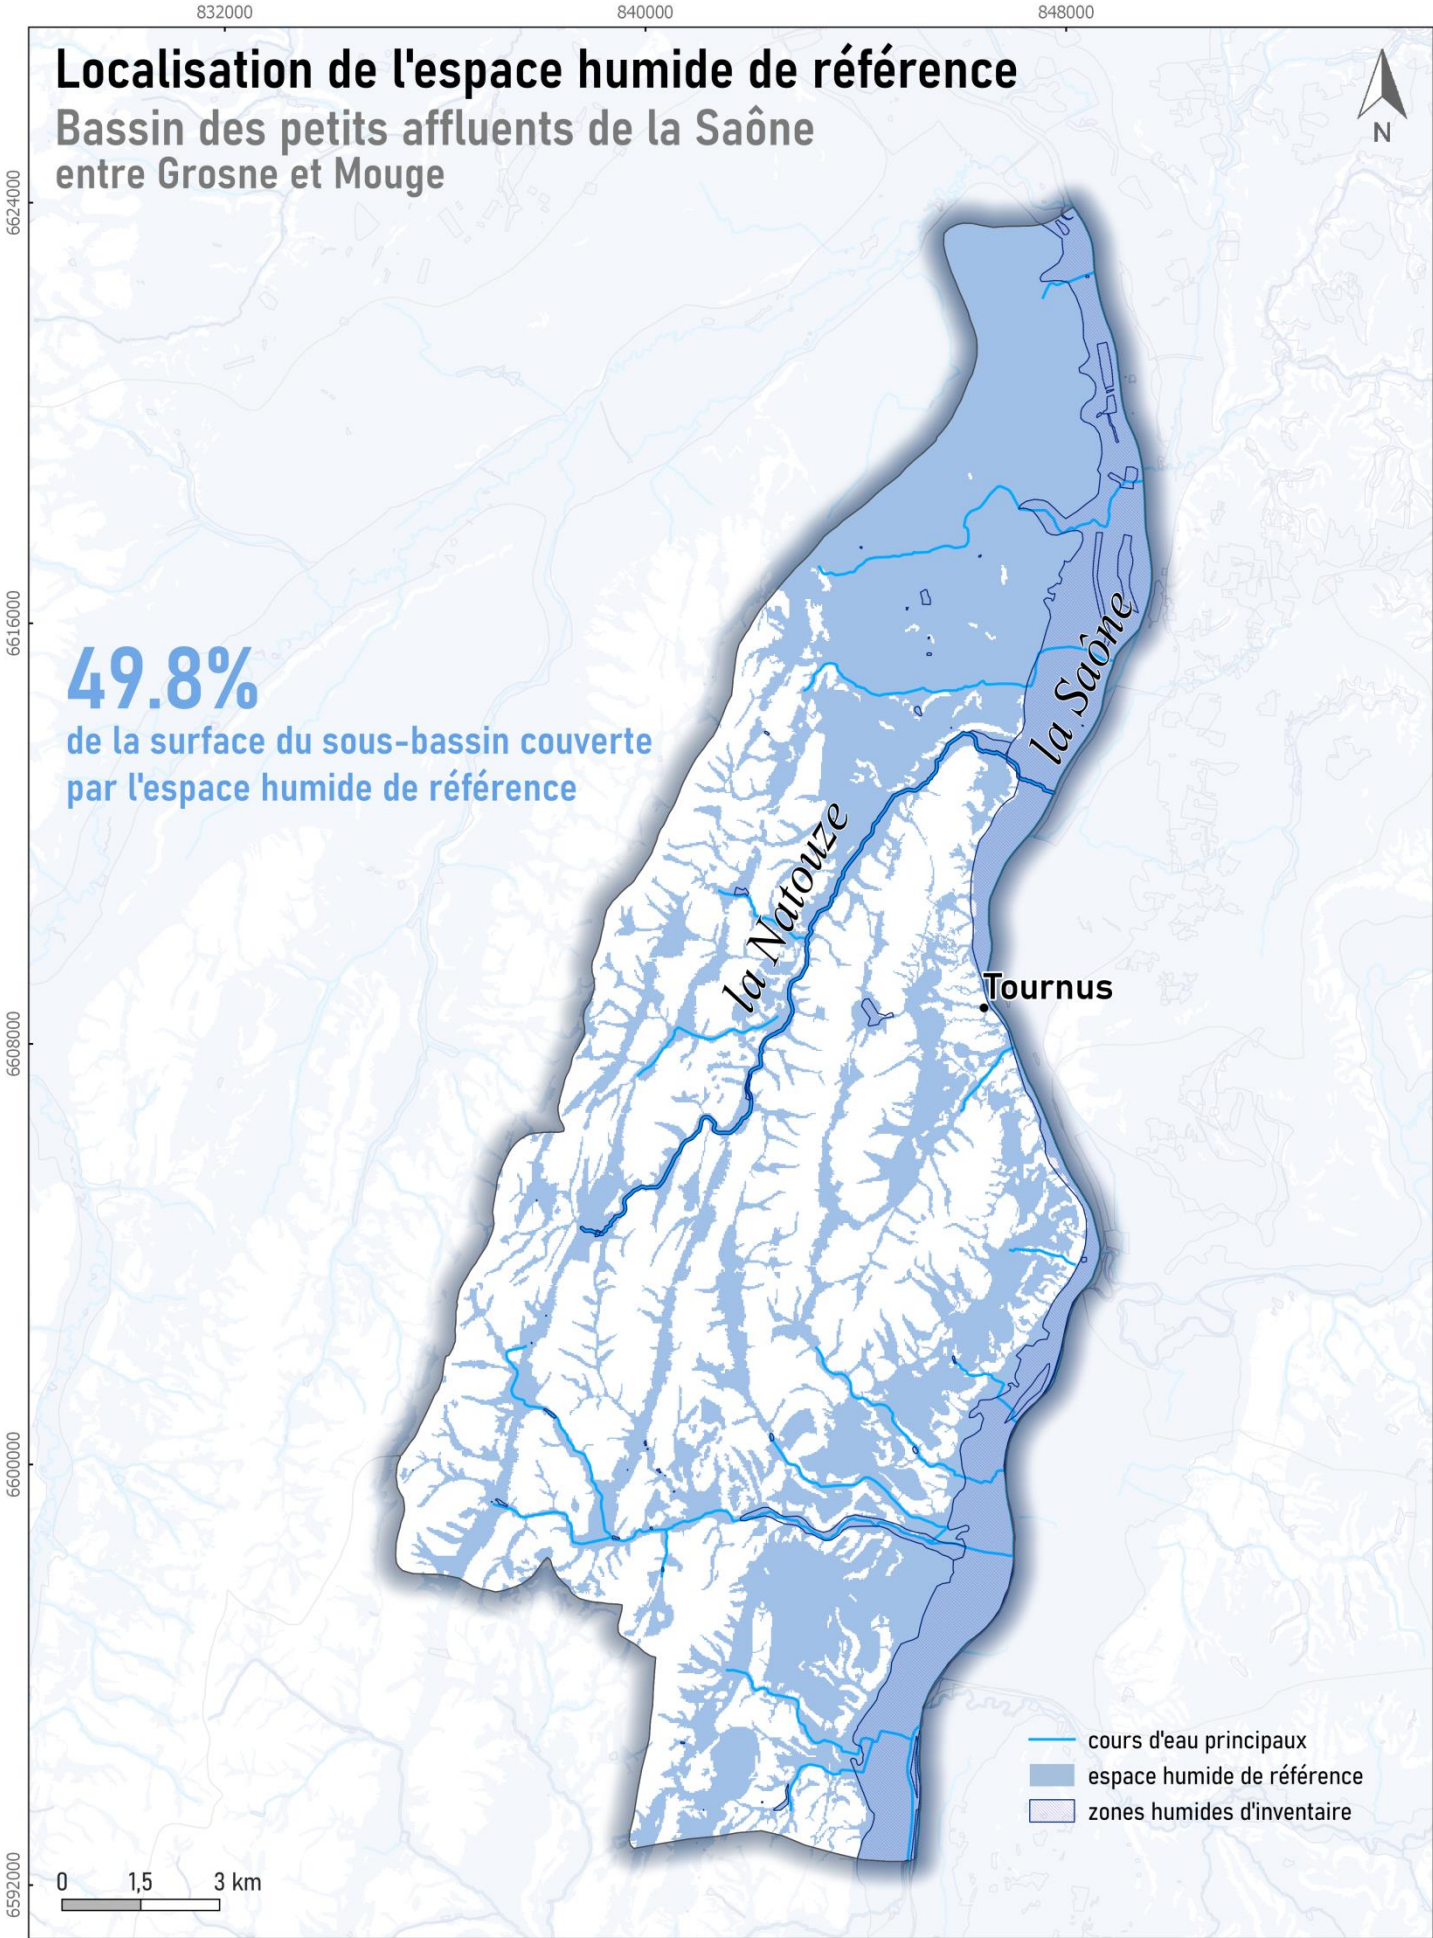 832000
840000
848000
Localisation de l'espace humide de référence
Bassin des petits affluents de la Saône
entre Grosne et Mouge
N
6624000
6616000
49.8%
de la surface du sous-bassin couverte
par l'espace humide de référence
la Saône
la Natouze
Tournus
6608000
6600000
cours d'eau principaux
espace humide de référence
zones humides d'inventaire
0 1,5 3 km
6592000